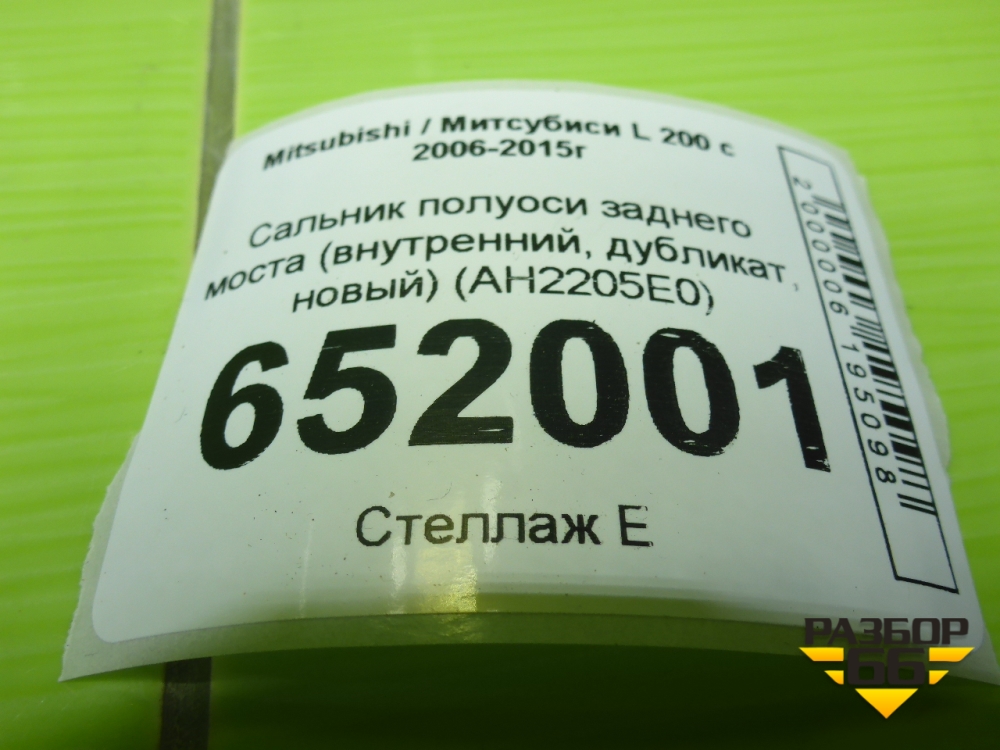 Mitsubishi / Митсубиси L 200 с
2006-2015г
Сальник полуоси заднего
моста (внутренний, дубликат,
новый) (AH2205E0)
652001
Стеллаж Е
2000006195098
РАЗБОР
66